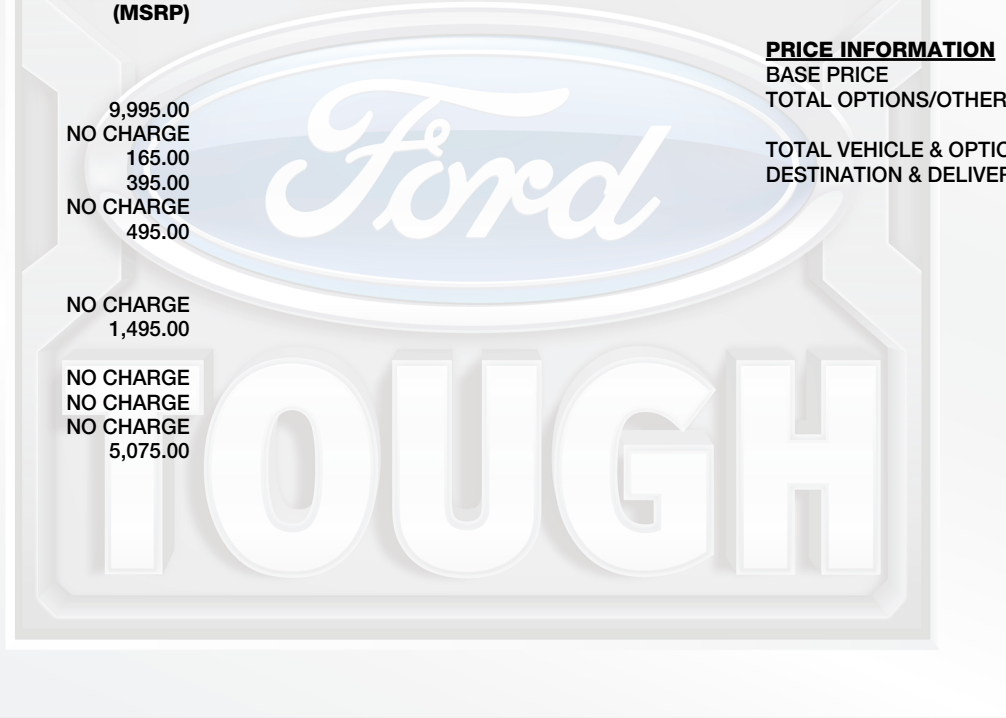 (MSRP)
9,995.00
NO CHARGE
165.00
395.00
NO CHARGE
495.00
NO CHARGE
1,495.00
NO CHARGE
NO CHARGE
NO CHARGE
5,075.00
PRICE INFORMATION
BASE PRICE
TOTAL OPTIONS/OTHER
TOTAL VEHICLE & OPTIO
DESTINATION & DELIVER
Ford
TOUGH